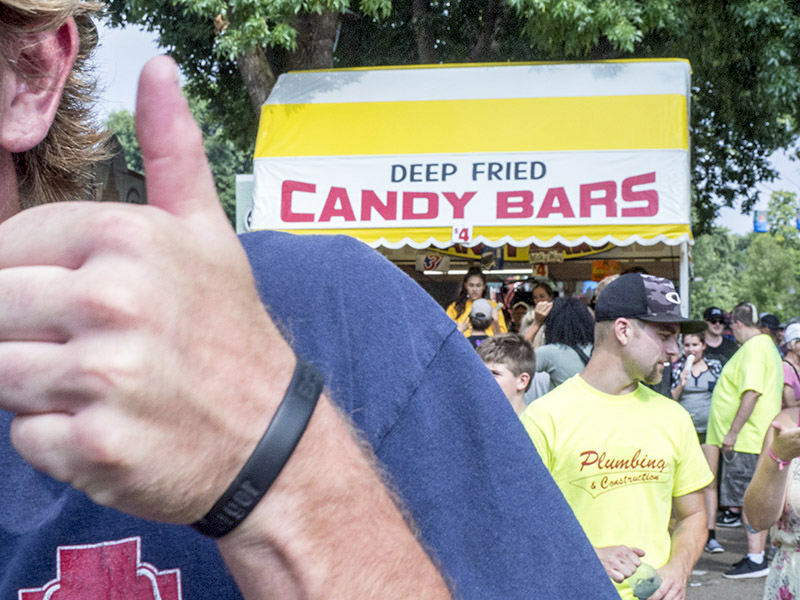 DEEP FRIED
CANDY BARS
$4
Plumbing
& Construction